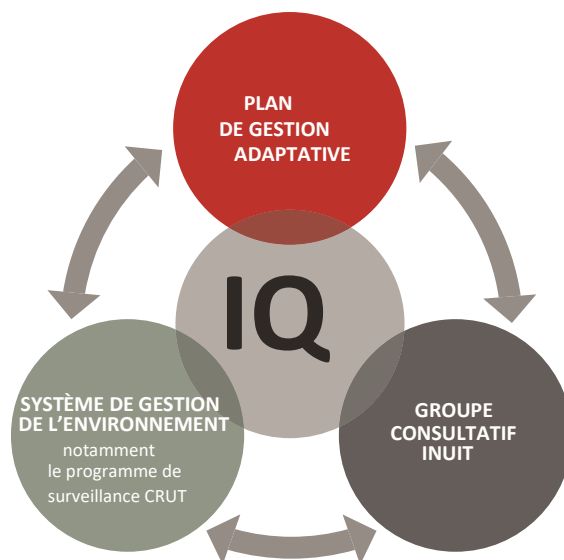 PLAN
DE GESTION
ADAPTATIVE
IQ
SYSTÈME DE GESTION
DE L’ENVIRONNEMENT
notamment
le programme de
surveillance CRUT
GROUPE
CONSULTATIF
INUIT